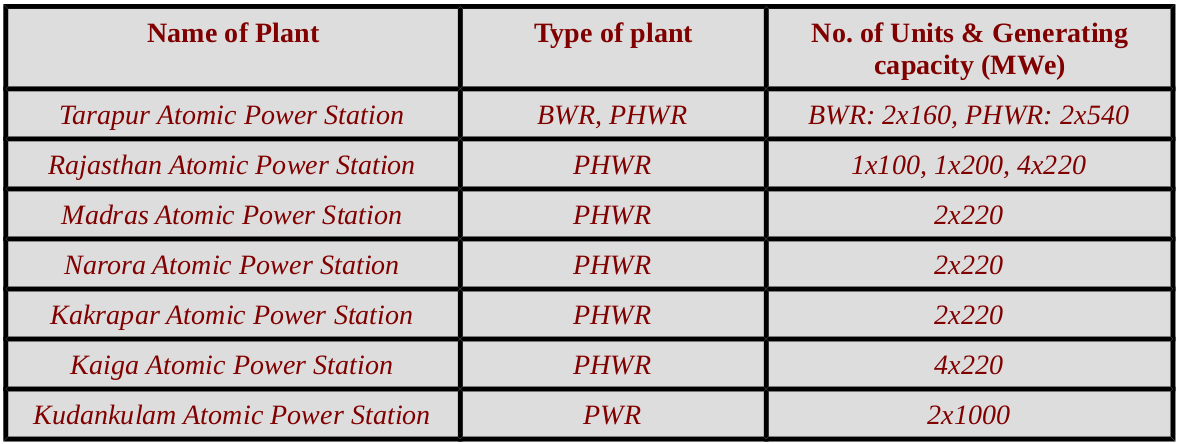 Name of Plant Type of plant No. of Units & Generating
capacity (MWe)
Tarapur Atomic Power Station BWR, PHWR BWR: 2x160, PHWR: 2x540
Rajasthan Atomic Power Station PHWR 1x100, 1x200, 4x220
Madras Atomic Power Station PHWR 2x220
Narora Atomic Power Station PHWR 2x220
Kakrapar Atomic Power Station PHWR 2x220
Kaiga Atomic Power Station PHWR 4x220
Kudankulam Atomic Power Station PWR 2x1000